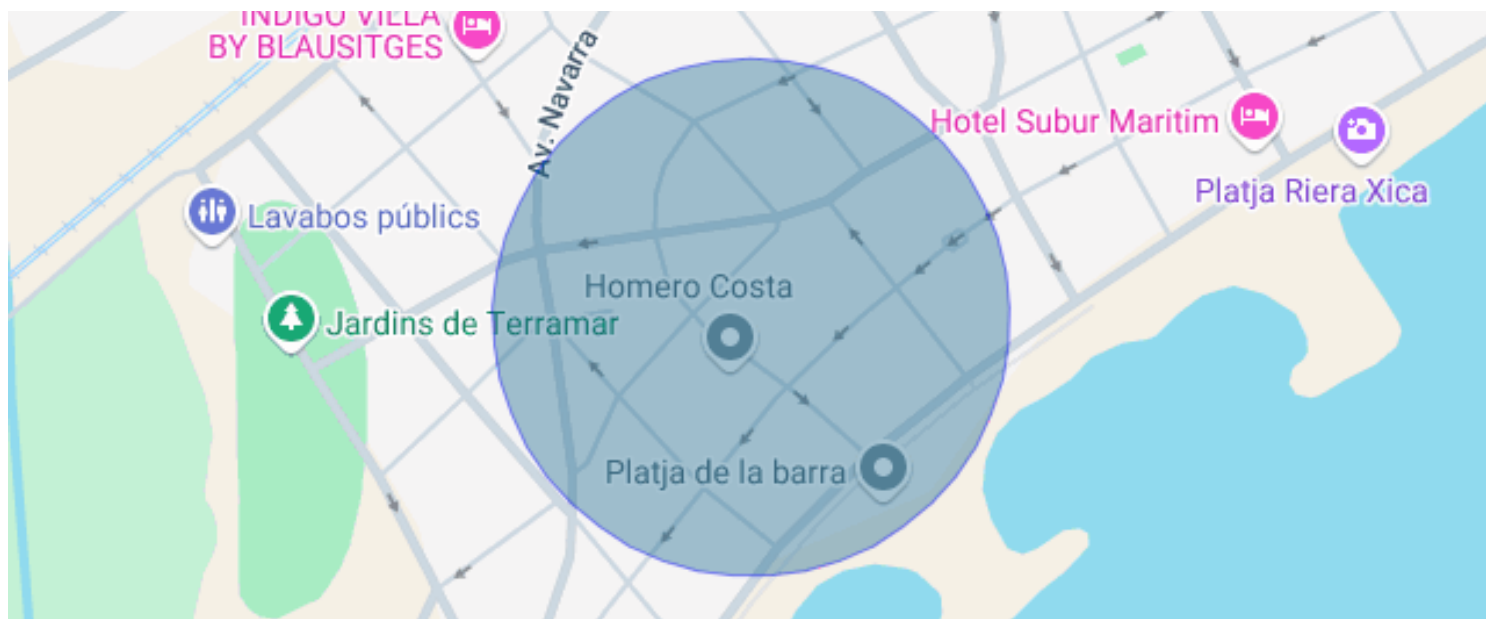 INDIGO VILLA
BY BLAUSITGES
Av. Navarra
Hotel Subur Maritim
Platja Riera Xica
Lavabos públics
Homero Costa
Jardins de Terramar
Platja de la barra